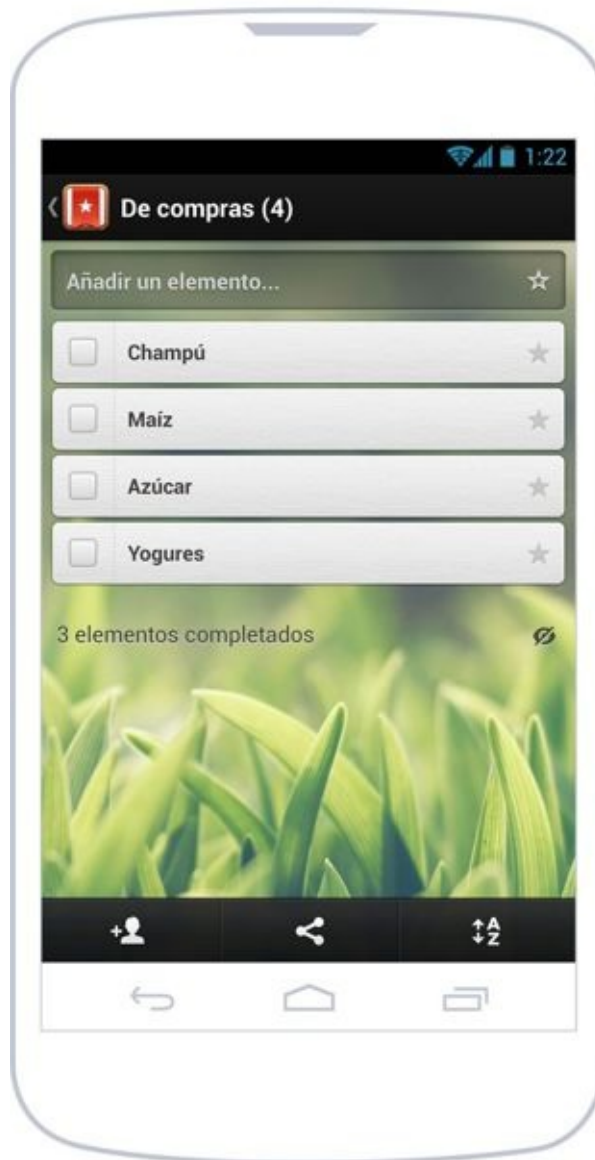 1:22
De compras (4)
Añadir un elemento...
Champú
Maíz
Azúcar
Yogures
3 elementos completados
A
Z